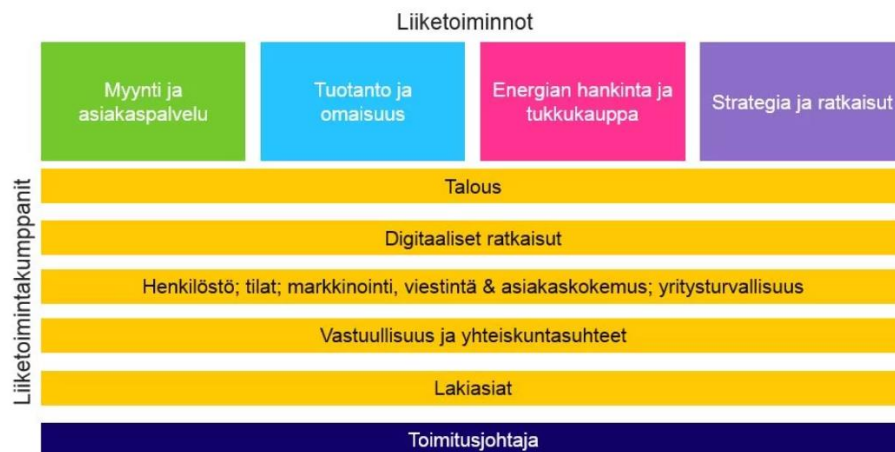 Liiketoiminnot
Myynti ja
asiakaspalvelu
Tuotanto ja
omaisuus
Energian hankinta ja
tukkukauppa
Strategia ja ratkaisut
Liiketoimintakumppanit
Talous
Digitaaliset ratkaisut
Henkilöstö; tilat; markkinointi, viestintä & asiakaskokemus; yritysturvallisuus
Vastuullisuus ja yhteiskuntasuhteet
Lakiasiat
Toimitusjohtaja